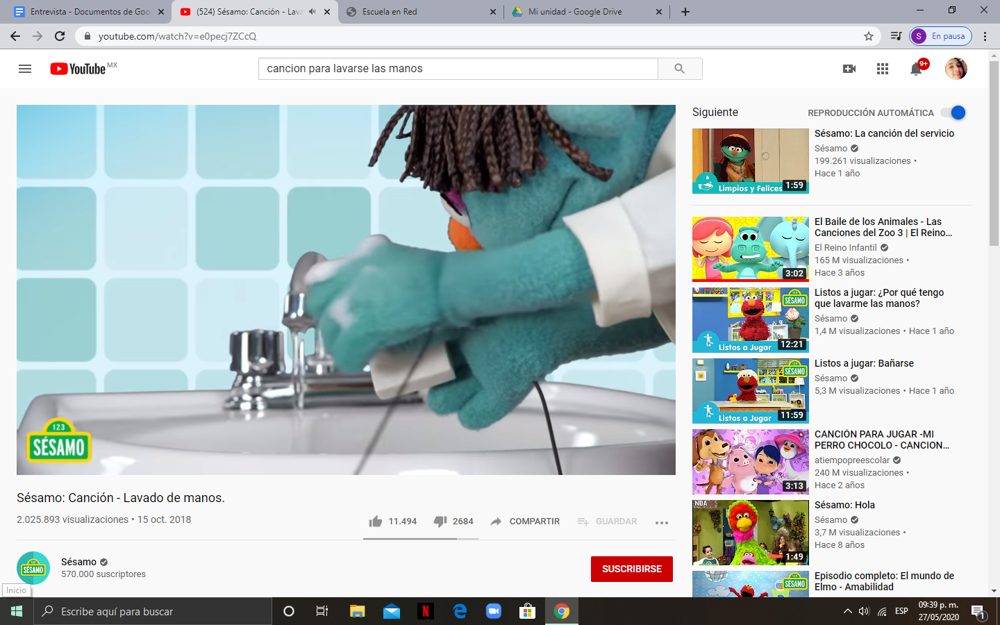 Entrevista - Documentos de Goo
(524) Sésamo: Canción - Lava
Escuela en Red
Mi unidad - Google Drive
youtube.com/watch?v=e0pecj7ZCcQ
S
En pausa
YouTube MX
cancion para lavarse las manos
9+
Siguiente
REPRODUCCIÓN AUTOMÁTICA
Sésamo: La canción del servicio
Sésamo
199.261 visualizaciones •
Hace 1 año
Limpios y Felices
1:59
El Baile de los Animales - Las
Canciones del Zoo 3 | El Reino...
El Reino Infantil
165 M visualizaciones •
Hace 3 años
3:02
Listos a jugar: ¿Por qué tengo
que lavarme las manos?
Sésamo
1,4 M visualizaciones • Hace 1 año
SÉSAMO
Listos a Jugar
12:21
Listos a jugar: Bañarse
Sésamo
5,3 M visualizaciones • Hace 1 año
SÉSAMO
Listos a Jugar
11:59
CANCIÓN PARA JUGAR -MI
PERRO CHOCOLO - CANCION...
atiempopreescolar
240 M visualizaciones •
Hace 2 años
3:13
Sésamo: Hola
Sésamo
3,7 M visualizaciones •
Hace 8 años
NDA
1:49
Episodio completo: El mundo de
Elmo - Amabilidad
SÉSAMO
123
SÉSAMO
Sésamo: Canción - Lavado de manos.
2.025.893 visualizaciones • 15 oct. 2018
11.494
2684
COMPARTIR
GUARDAR
SÉSAMO
Sésamo
570.000 suscriptores
SUSCRIBIRSE
Inicio
Escribe aquí para buscar
N
ESP
09:39 p. m.
27/05/2020
1